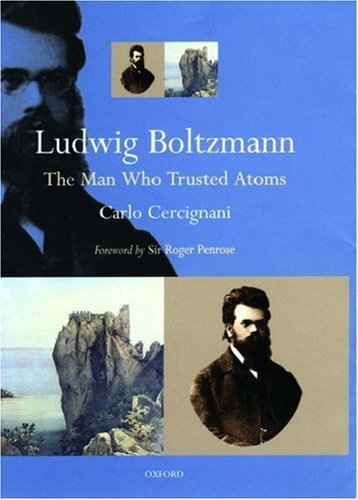 Ludwig Boltzmann
The Man Who Trusted Atoms
Carlo Cercignani
Foreword by Sir Roger Penrose
OXFORD